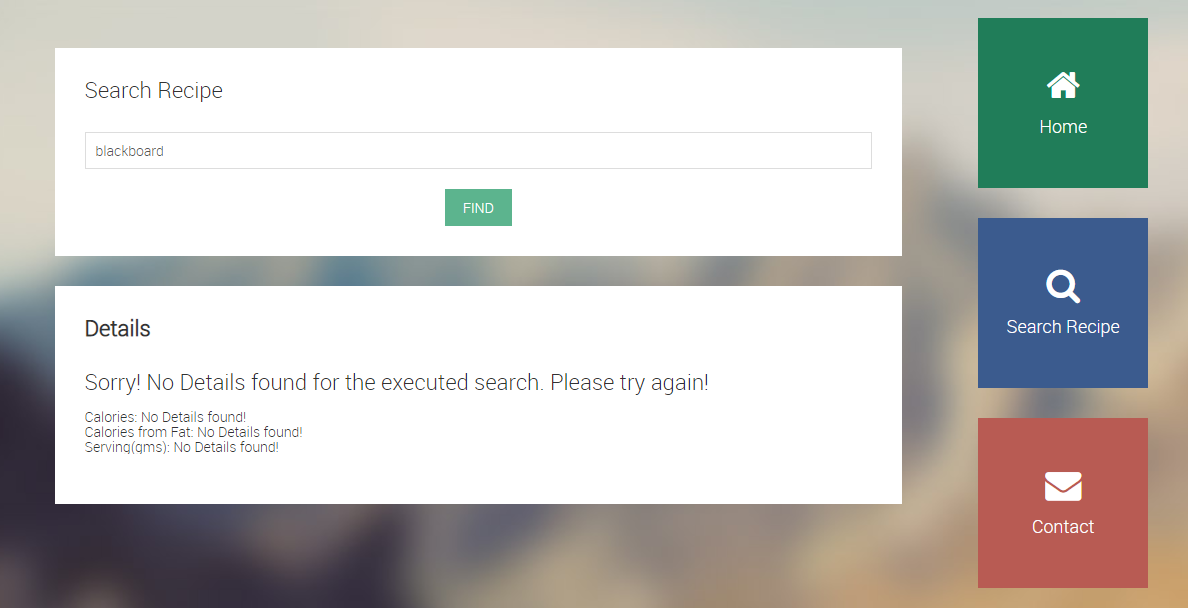 Search Recipe
blackboard
FIND
Details
Sorry! No Details found for the executed search. Please try again!
Calories: No Details found!
Calories from Fat: No Details found!
Serving(gms): No Details found!
Home
Search Recipe
Contact